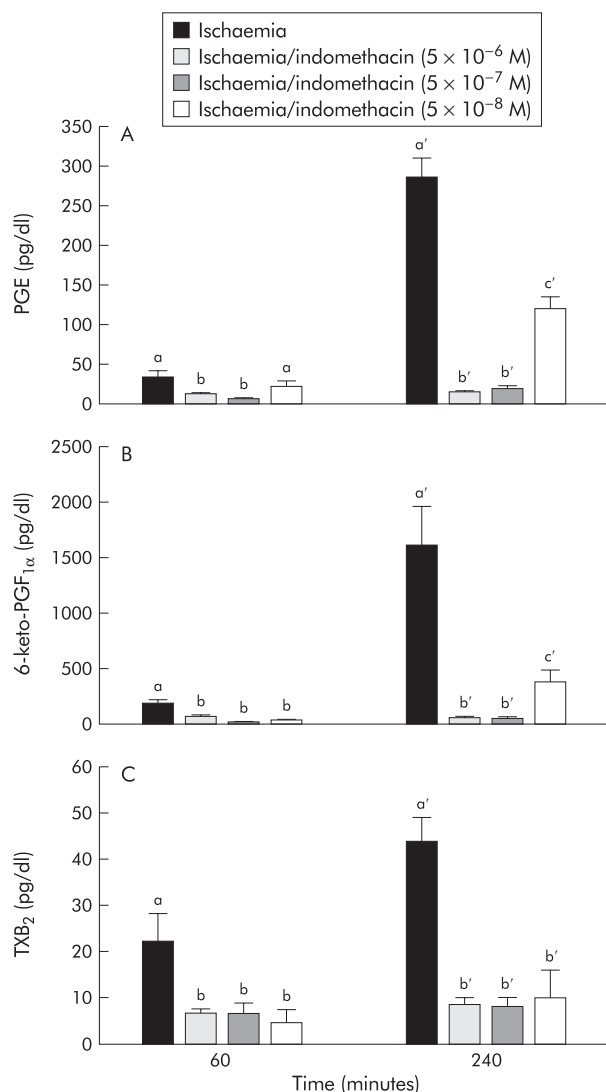 Ischaemia
Ischaemia/indomethacin (5 × 10⁻⁶ M)
Ischaemia/indomethacin (5 × 10⁻⁷ M)
Ischaemia/indomethacin (5 × 10⁻⁸ M)
A
PGE (pg/dl)
350
300
250
200
150
100
50
0
a
b
b
a
a′
b′
b′
c′
B
6-keto-PGF₁α (pg/dl)
2500
2000
1500
1000
500
0
a
b
b
b
a′
b′
b′
c′
C
TXB₂ (pg/dl)
60
50
40
30
20
10
0
a
b
b
b
a′
b′
b′
b′
60
240
Time (minutes)